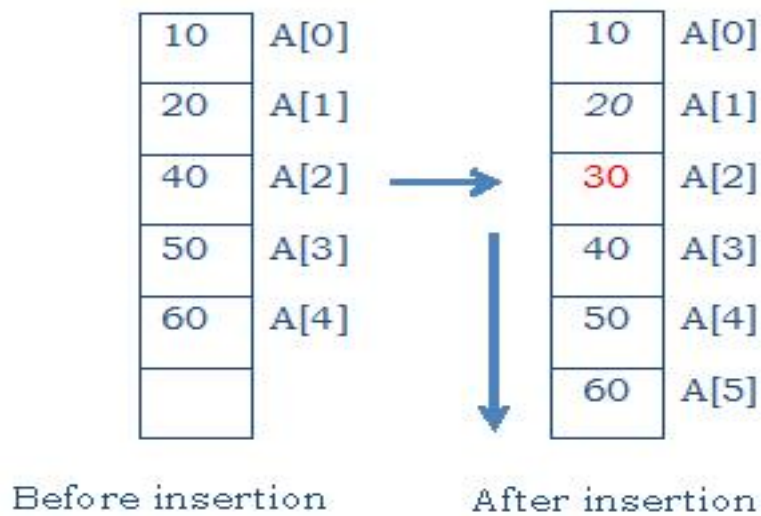 10 A[0] 10 A[0]
20 A[1] 20 A[1]
40 A[2] 30 A[2]
50 A[3] 40 A[3]
60 A[4] 50 A[4]
60 A[5]
Before insertion After insertion